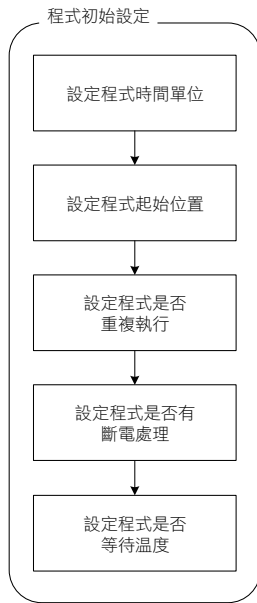 程式初始設定
設定程式時間單位
設定程式起始位置
設定程式是否
重複執行
設定程式是否有
斷電處理
設定程式是否
等待温度